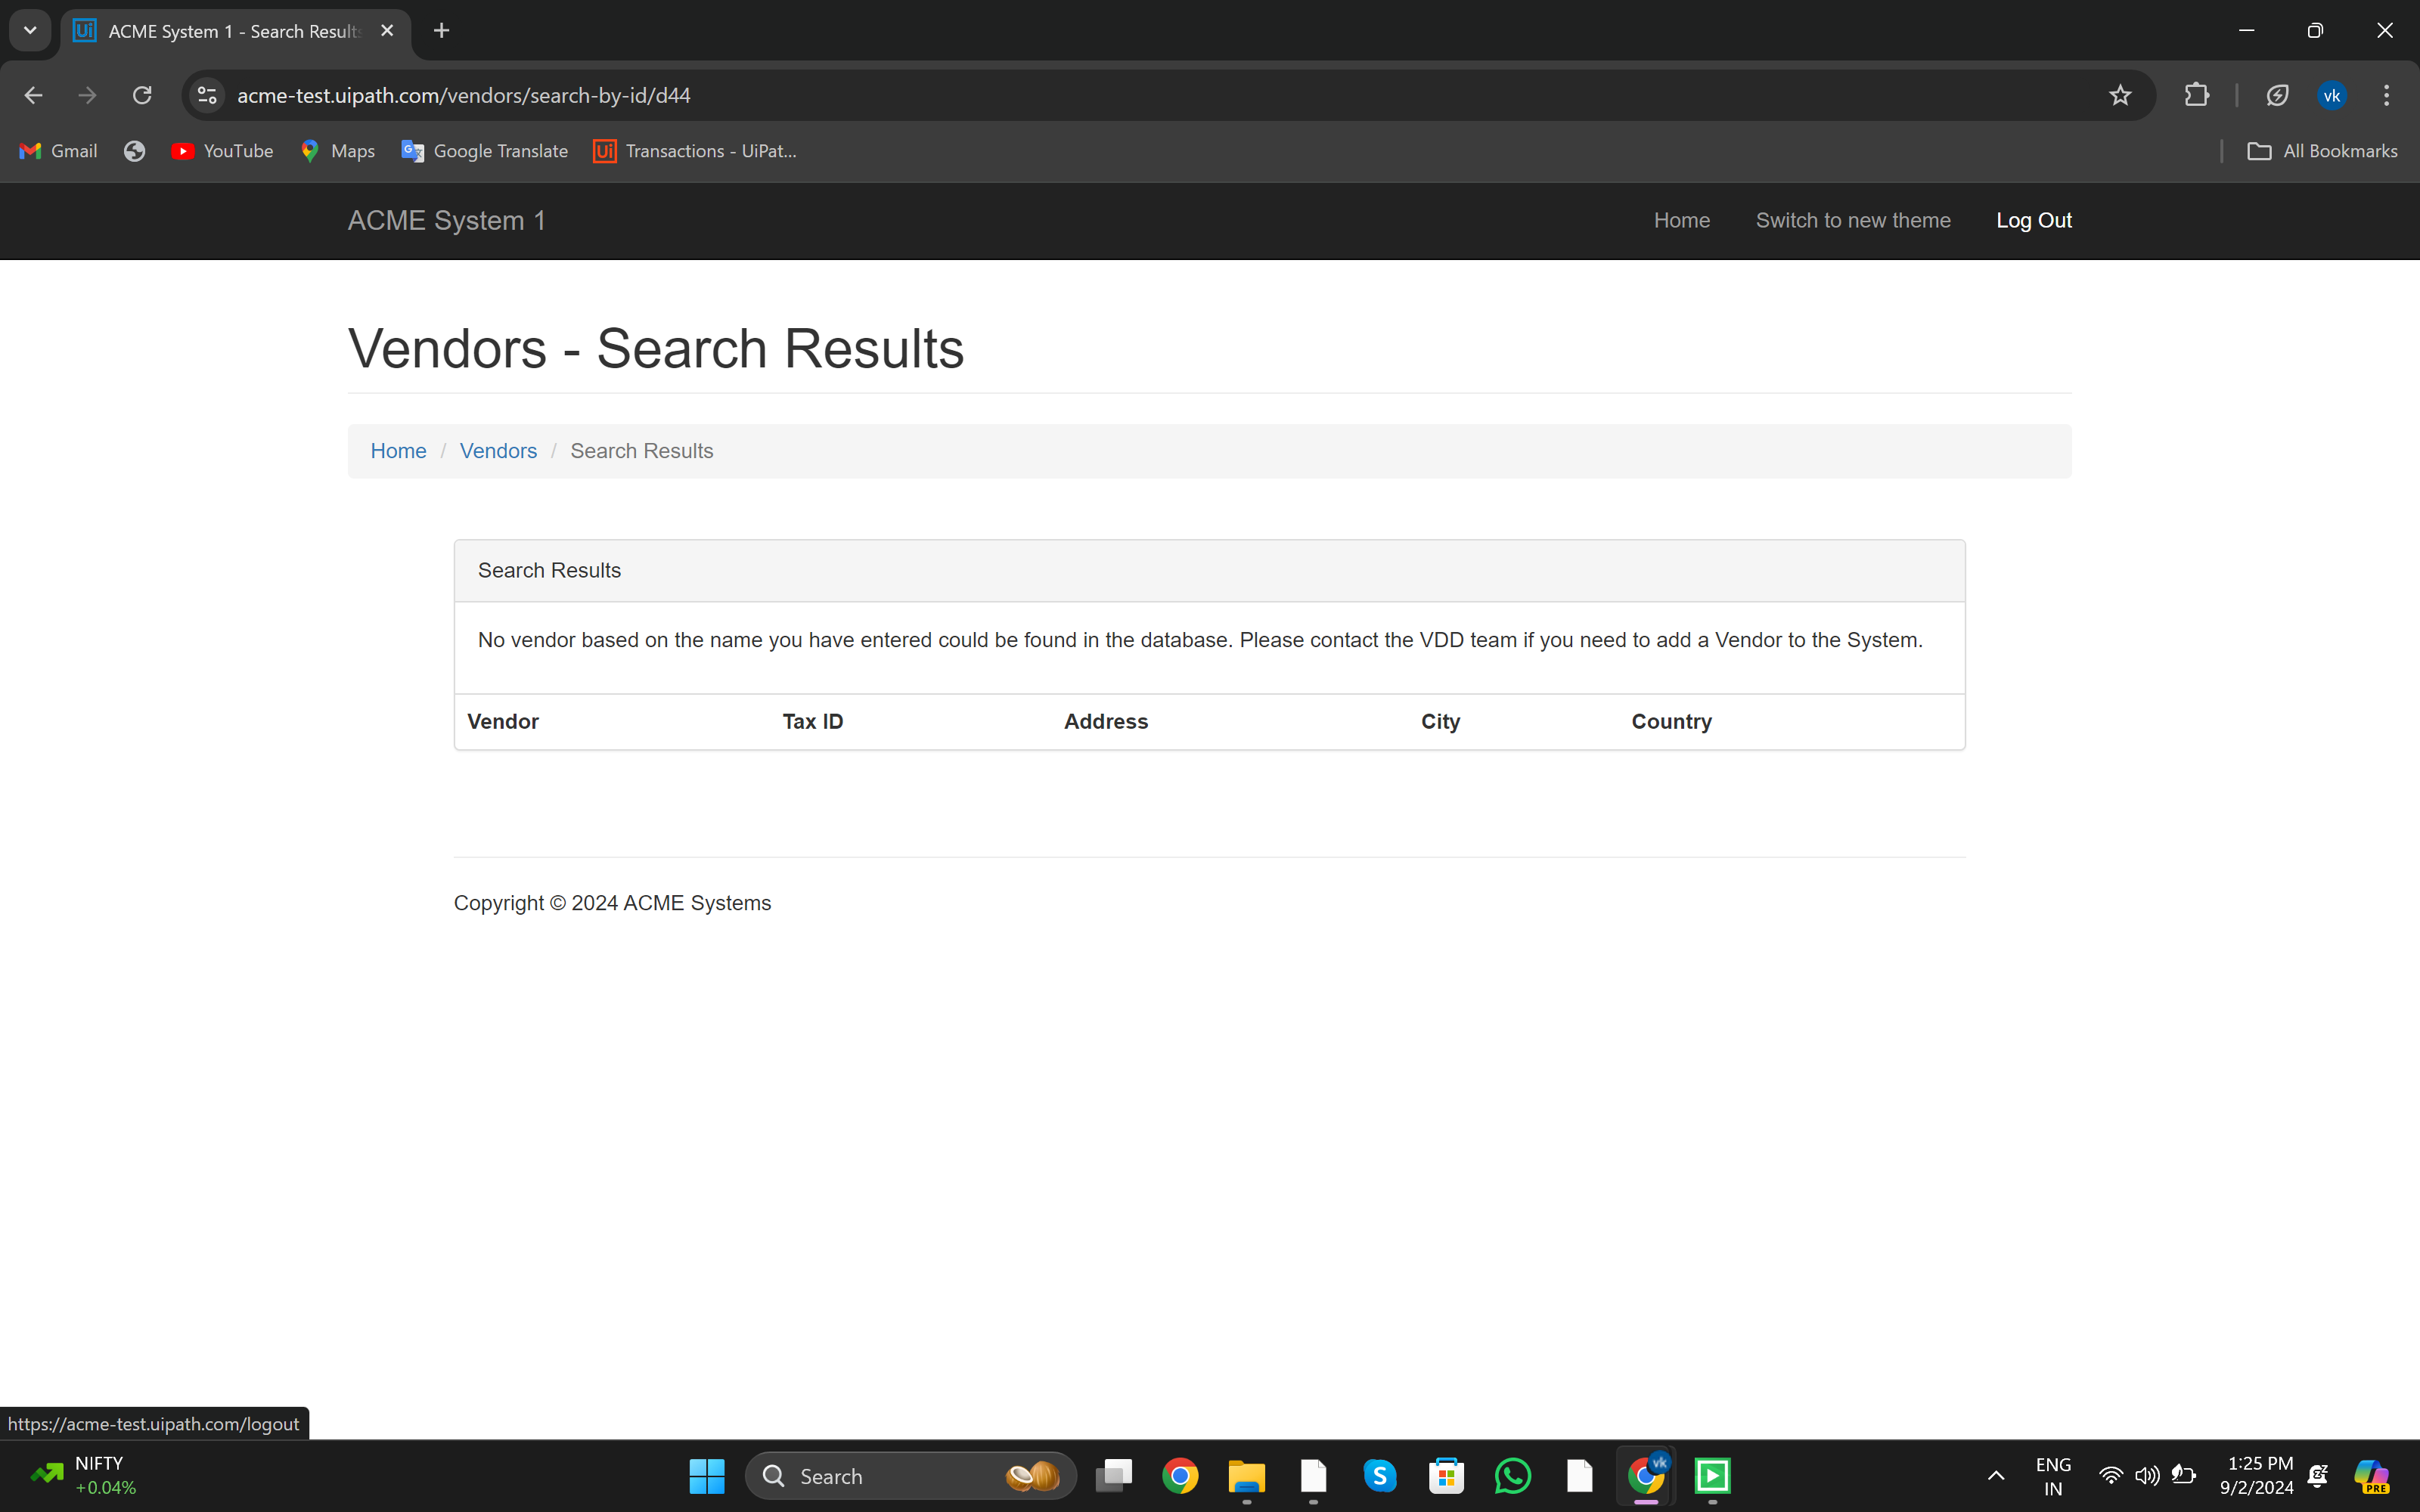 ACME System 1 - Search Results
acme-test.uipath.com/vendors/search-by-id/d44
vk
Gmail
YouTube
Maps
Google Translate
Transactions - UiPat...
All Bookmarks
ACME System 1
Home
Switch to new theme
Log Out
Vendors - Search Results
Home / Vendors / Search Results
Search Results
No vendor based on the name you have entered could be found in the database. Please contact the VDD team if you need to add a Vendor to the System.
Vendor Tax ID Address City Country
Copyright © 2024 ACME Systems
https://acme-test.uipath.com/logout
NIFTY
+0.04%
Search
vk
ENG
IN
1:25 PM
9/2/2024
PRE